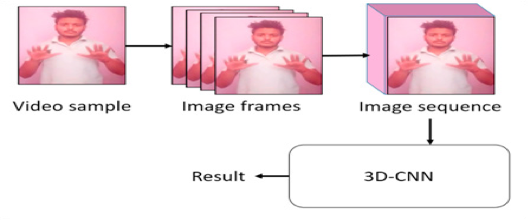 Video sample
Image frames
Image sequence
Result
3D-CNN